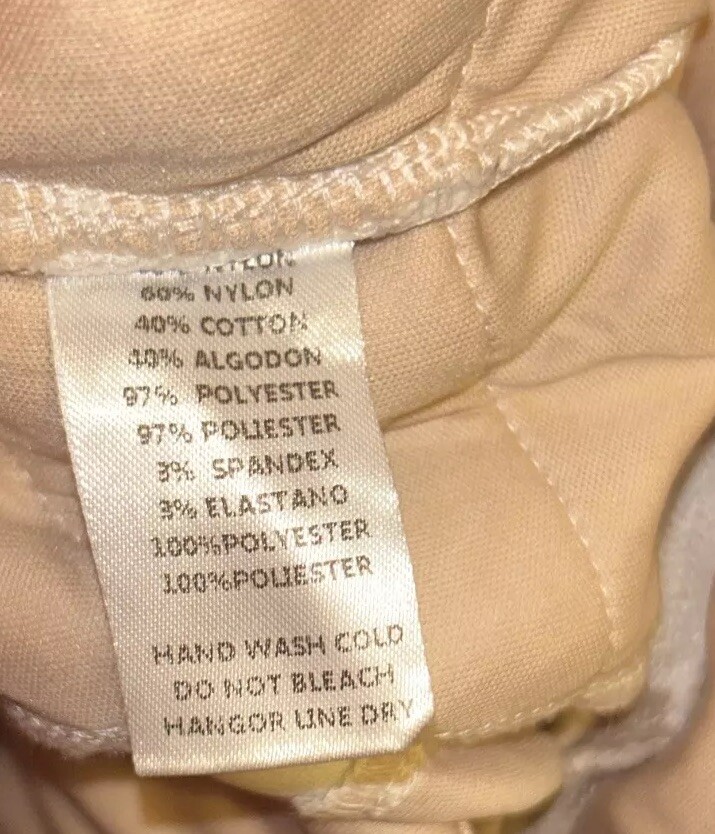 NYLON
60% NYLON
40% COTTON
40% ALGODON
97% POLYESTER
97% POLIESTER
3% SPANDEX
3% ELASTANO
100%POLYESTER
100%POLIESTER
HAND WASH COLD
DO NOT BLEACH
HANGOR LINE DRY